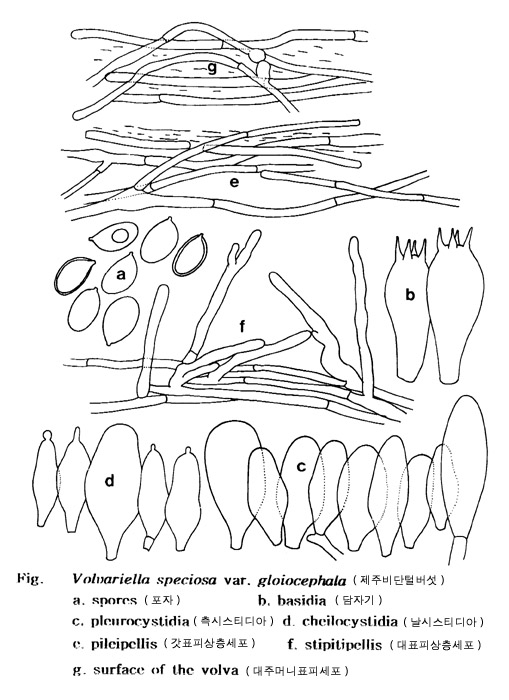 g
e
a
b
f
d
c
Fig. Volvariella speciosa var. gloiocephala (제주비단털버섯)
a. spores (포자) b. basidia (담자기)
c. pleurocystidia (측시스티디아) d. cheilocystidia (날시스티디아)
e. pileipellis (갓표피상층세포) f. stipitipellis (대표피상층세포)
g. surface of the volva (대주머니표피세포)